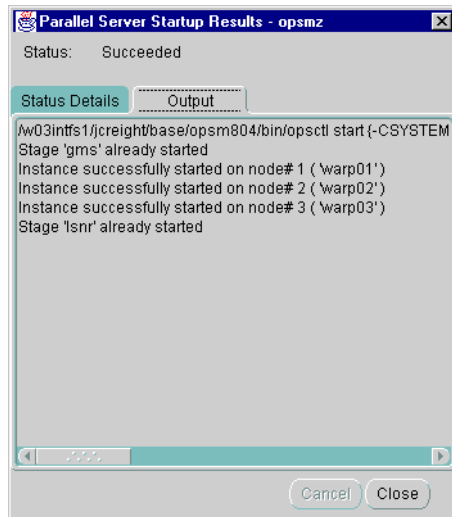 Parallel Server Startup Results - opsmz
Status: Succeeded
Status Details Output
/w03intfs1/jcreight/base/opsm804/bin/opsctl start {-CSYSTEM
Stage 'gms' already started
Instance successfully started on node# 1 ( 'warp01')
Instance successfully started on node# 2 ( 'warp02')
Instance successfully started on node# 3 ( 'warp03')
Stage 'lsnr' already started
Cancel Close